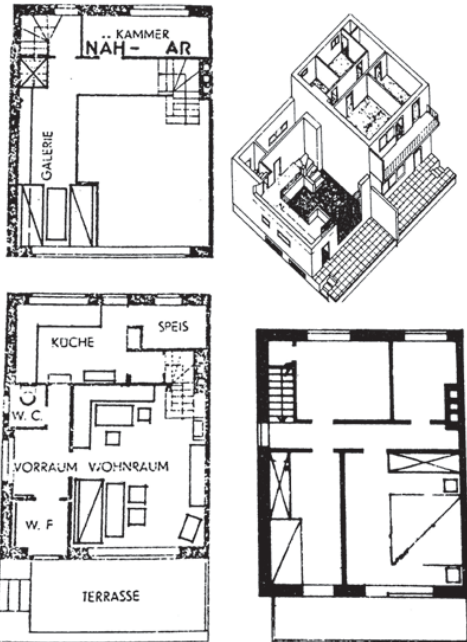 KAMMER
NÄH- AR
GALERIE
KÜCHE
SPEIS
W. C.
VORRAUM WOHNRAUM
W. F
TERRASSE